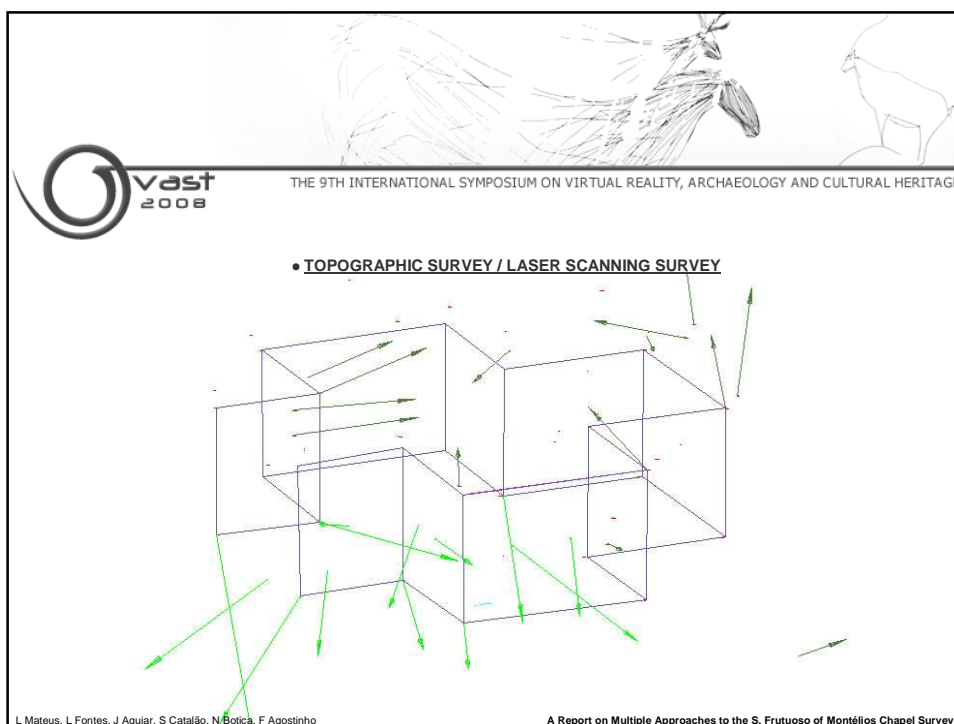 vast
2008
THE 9TH INTERNATIONAL SYMPOSIUM ON VIRTUAL REALITY, ARCHAEOLOGY AND CULTURAL HERITAGE
• TOPOGRAPHIC SURVEY / LASER SCANNING SURVEY
L Mateus, L Fontes, J Aguiar, S Catalão, N Botica, F Agostinho
A Report on Multiple Approaches to the S. Frutuoso of Montélios Chapel Survey